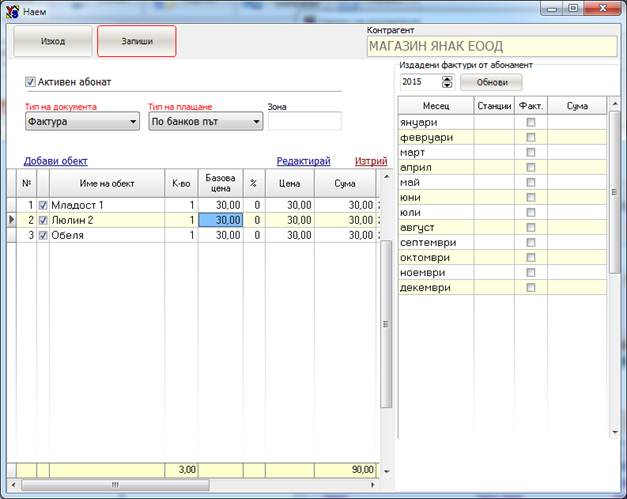 Наем
Изход Запиши
Контрагент
МАГАЗИН ЯНАК ЕООД
Издадени фактури от абонамент
2015 Обнови
Активен абонат
Тип на документа Тип на плащане Зона
Фактура По банков път
Добави обект Редактирай Изтрий
№ Име на обект К-во Базова цена % Цена Сума
1 Младост 1 1 30,00 0 30,00 30,00
2 Люлин 2 1 30,00 0 30,00 30,00
3 Обеля 1 30,00 0 30,00 30,00
3,00 90,00
Месец Станции Факт. Сума
януари
февруари
март
април
май
юни
юли
август
септември
октомври
ноември
декември